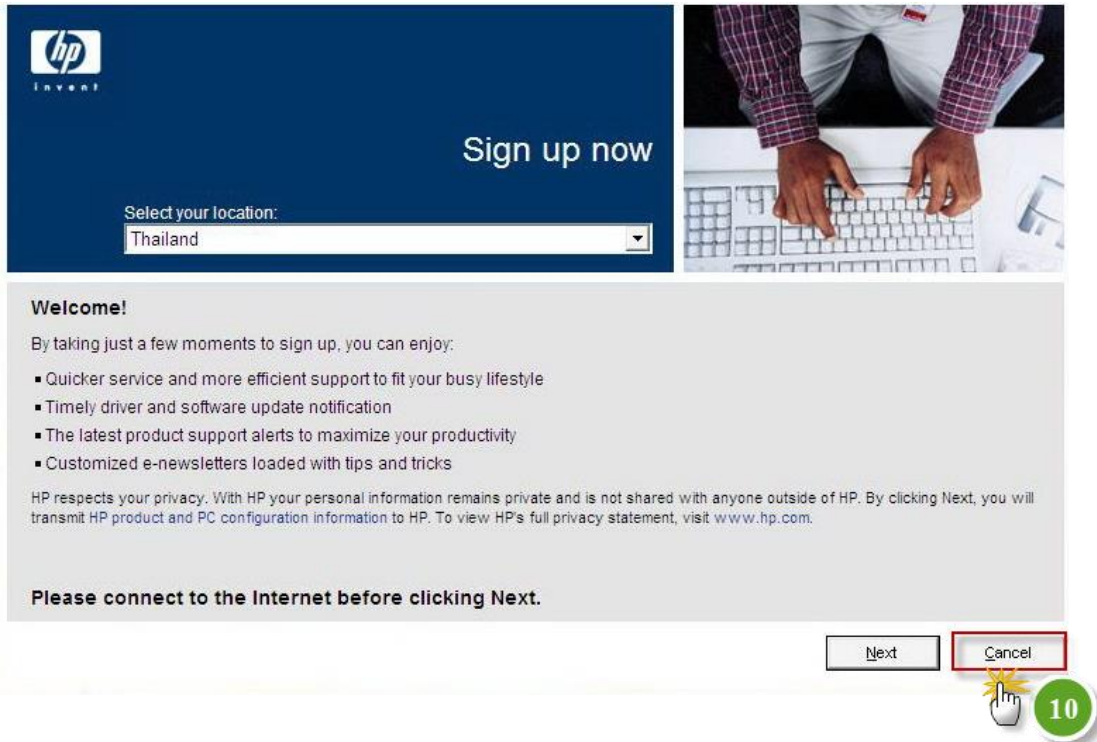 hp
invent
Sign up now
Select your location:
Thailand
Welcome!
By taking just a few moments to sign up, you can enjoy:
▪ Quicker service and more efficient support to fit your busy lifestyle
▪ Timely driver and software update notification
▪ The latest product support alerts to maximize your productivity
▪ Customized e-newsletters loaded with tips and tricks
HP respects your privacy. With HP your personal information remains private and is not shared with anyone outside of HP. By clicking Next, you will
transmit HP product and PC configuration information to HP. To view HP's full privacy statement, visit www.hp.com.
Please connect to the Internet before clicking Next.
Next
Cancel
10